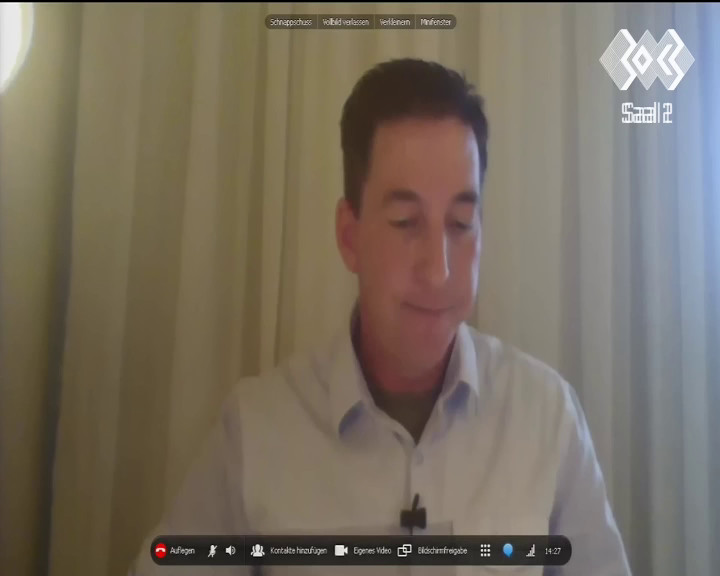 Schnappschuss Vollbild verlassen Verkleinern Minifenster
Saal 2
Auflegen Kontakte hinzufügen Eigenes Video Bildschirmfreigabe 14:27